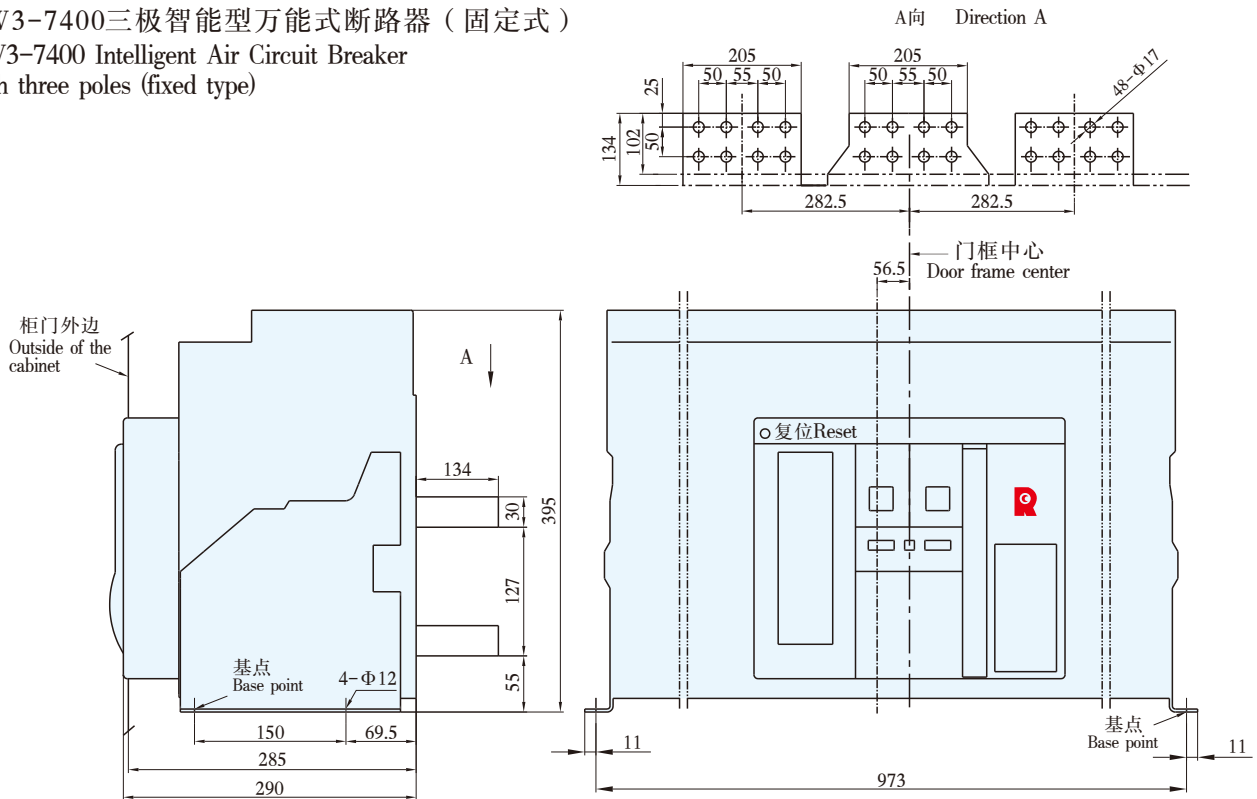 V3-7400三极智能型万能式断路器（固定式）
V3-7400 Intelligent Air Circuit Breaker
three poles (fixed type)
A向 Direction A
205
205
50 55 50
50 55 50
48-Φ17
25
50
102
134
282.5
282.5
门框中心
Door frame center
56.5
柜门外边
Outside of the
cabinet
A
复位Reset
134
30
395
127
55
基点
Base point
4-Φ12
150
69.5
285
290
基点
Base point
11
11
973
R